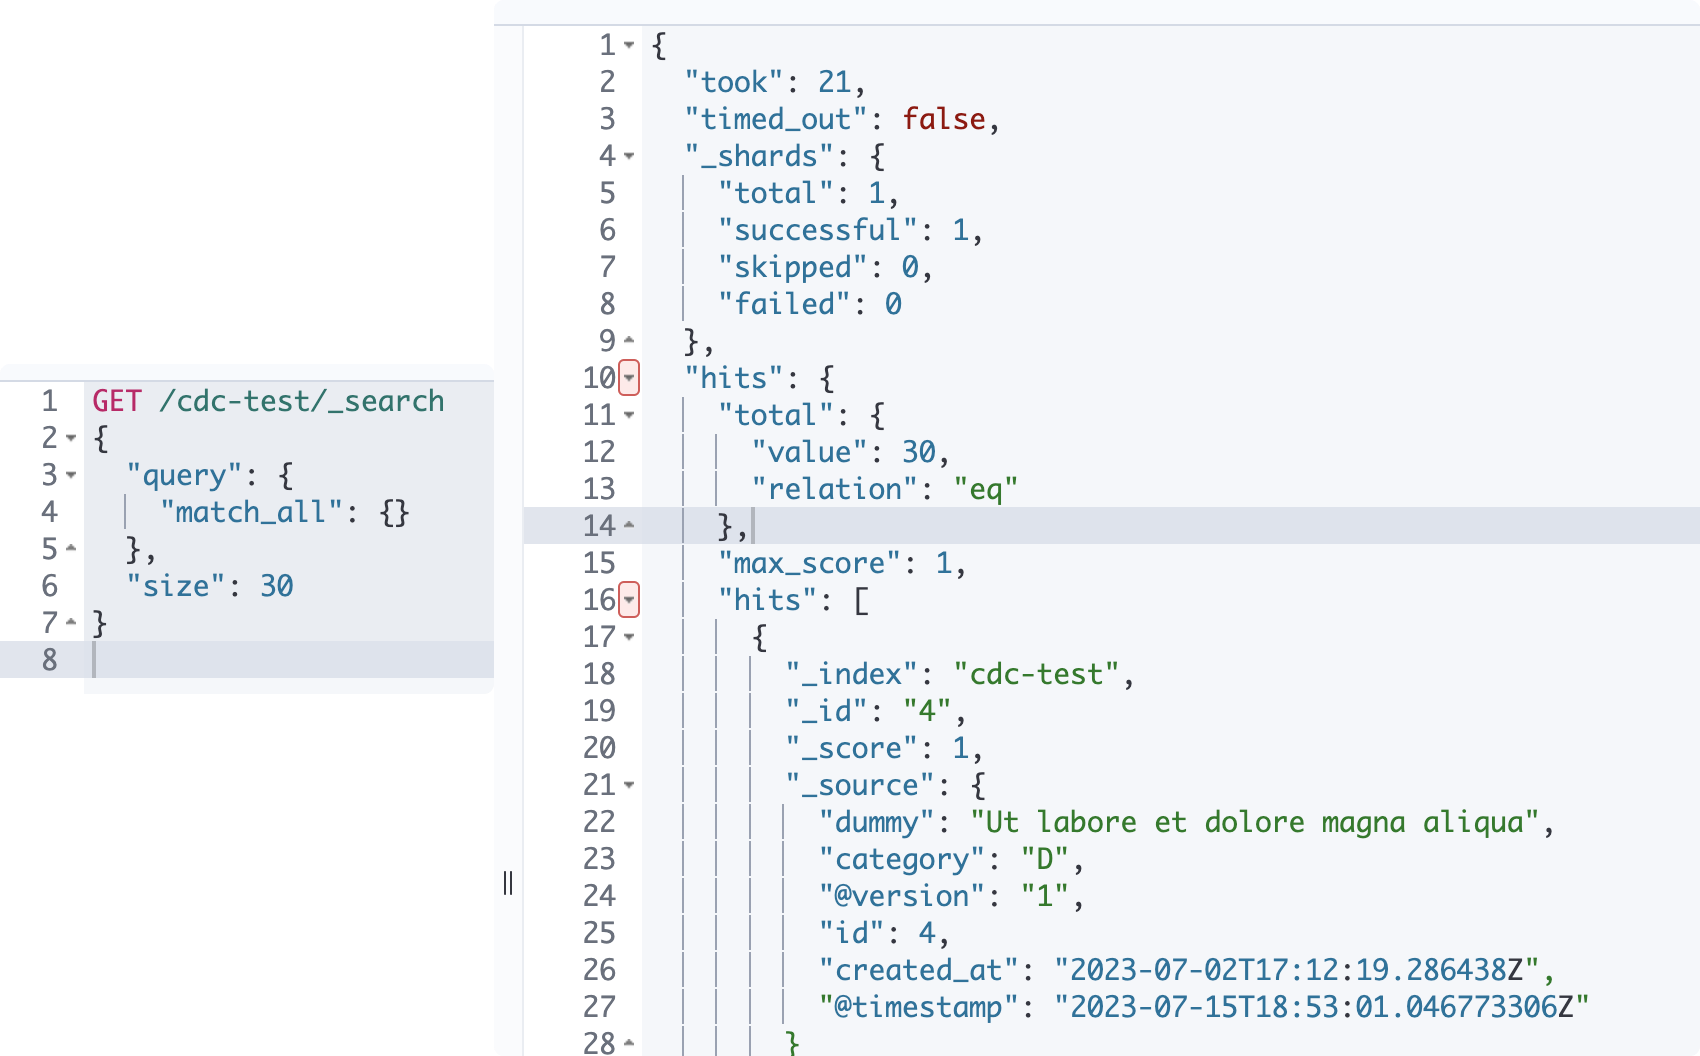 1 GET /cdc-test/_search
2 {
3 "query": {
4 "match_all": {}
5 },
6 "size": 30
7 }
8
1 {
2 "took": 21,
3 "timed_out": false,
4 "_shards": {
5 "total": 1,
6 "successful": 1,
7 "skipped": 0,
8 "failed": 0
9 },
10 "hits": {
11 "total": {
12 "value": 30,
13 "relation": "eq"
14 },
15 "max_score": 1,
16 "hits": [
17 {
18 "_index": "cdc-test",
19 "_id": "4",
20 "_score": 1,
21 "_source": {
22 "dummy": "Ut labore et dolore magna aliqua",
23 "category": "D",
24 "@version": "1",
25 "id": 4,
26 "created_at": "2023-07-02T17:12:19.286438Z",
27 "@timestamp": "2023-07-15T18:53:01.046773306Z"
28 }